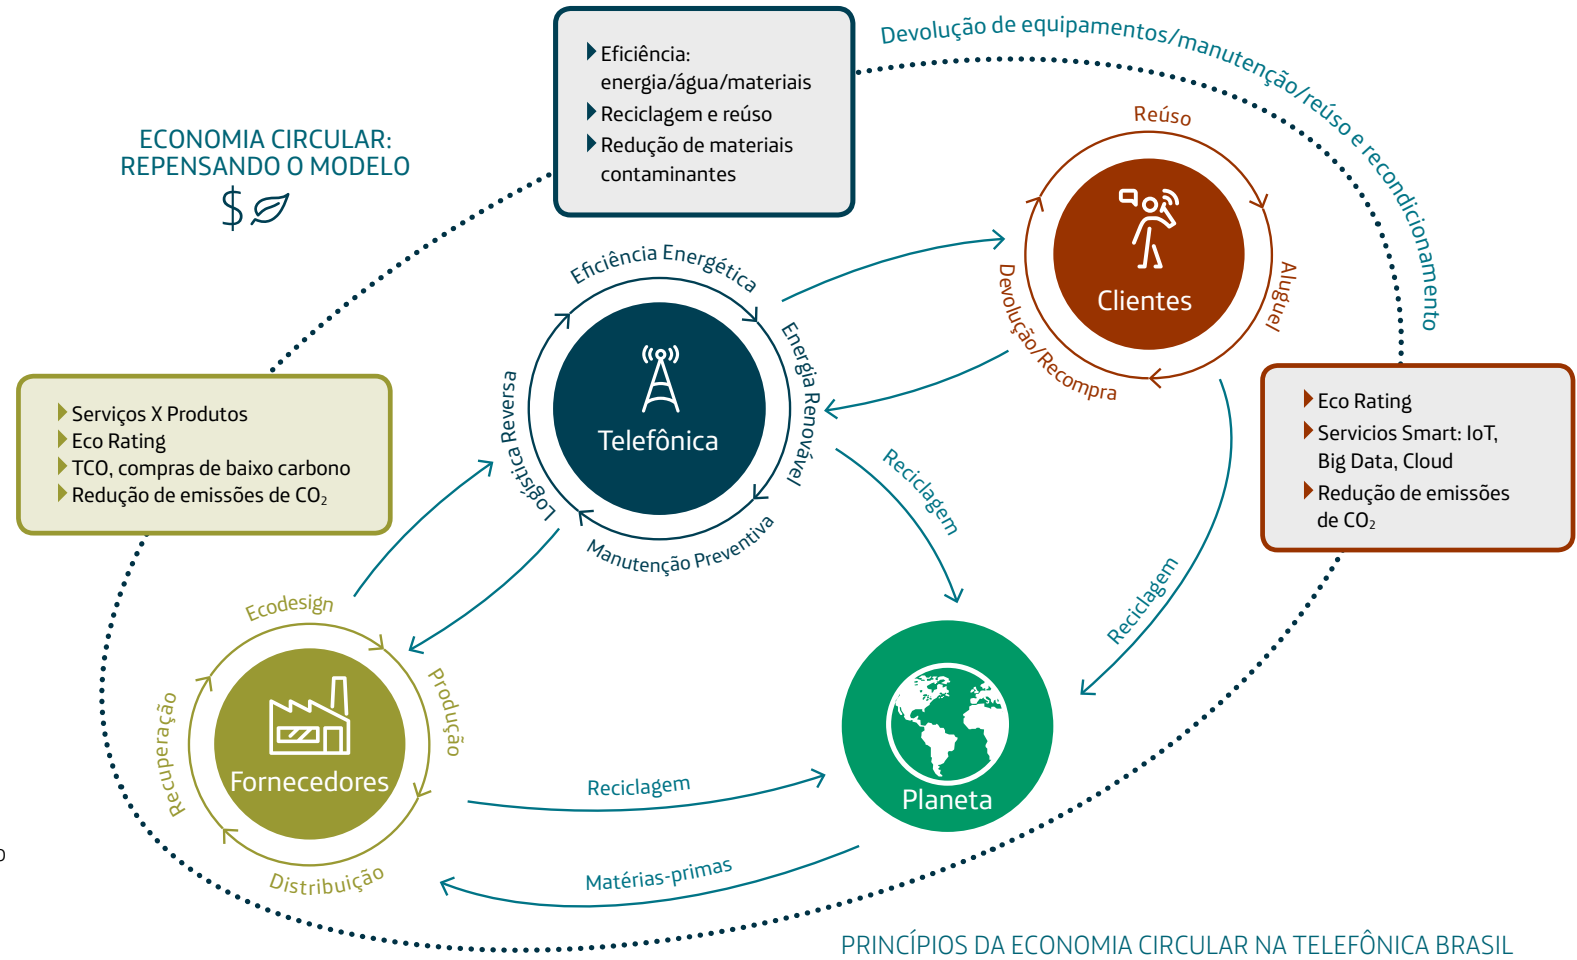 Devolução de equipamentos/manutenção/reúso e recondicionamento
Eficiência:
energia/água/materiais
Reciclagem e reúso
Redução de materiais
contaminantes
ECONOMIA CIRCULAR:
REPENSANDO O MODELO
$
Reúso
Aluguel
Devolução/Recompra
Clientes
Eficiência Energética
Energia Renovável
Manutenção Preventiva
Logística Reversa
Telefônica
Serviços X Produtos
Eco Rating
TCO, compras de baixo carbono
Redução de emissões de CO₂
Eco Rating
Servicios Smart: IoT,
Big Data, Cloud
Redução de emissões
de CO₂
Reciclagem
Reciclagem
Ecodesign
Produção
Distribuição
Recuperação
Fornecedores
Reciclagem
Planeta
Matérias-primas
o
PRINCÍPIOS DA ECONOMIA CIRCULAR NA TELEFÔNICA BRASIL